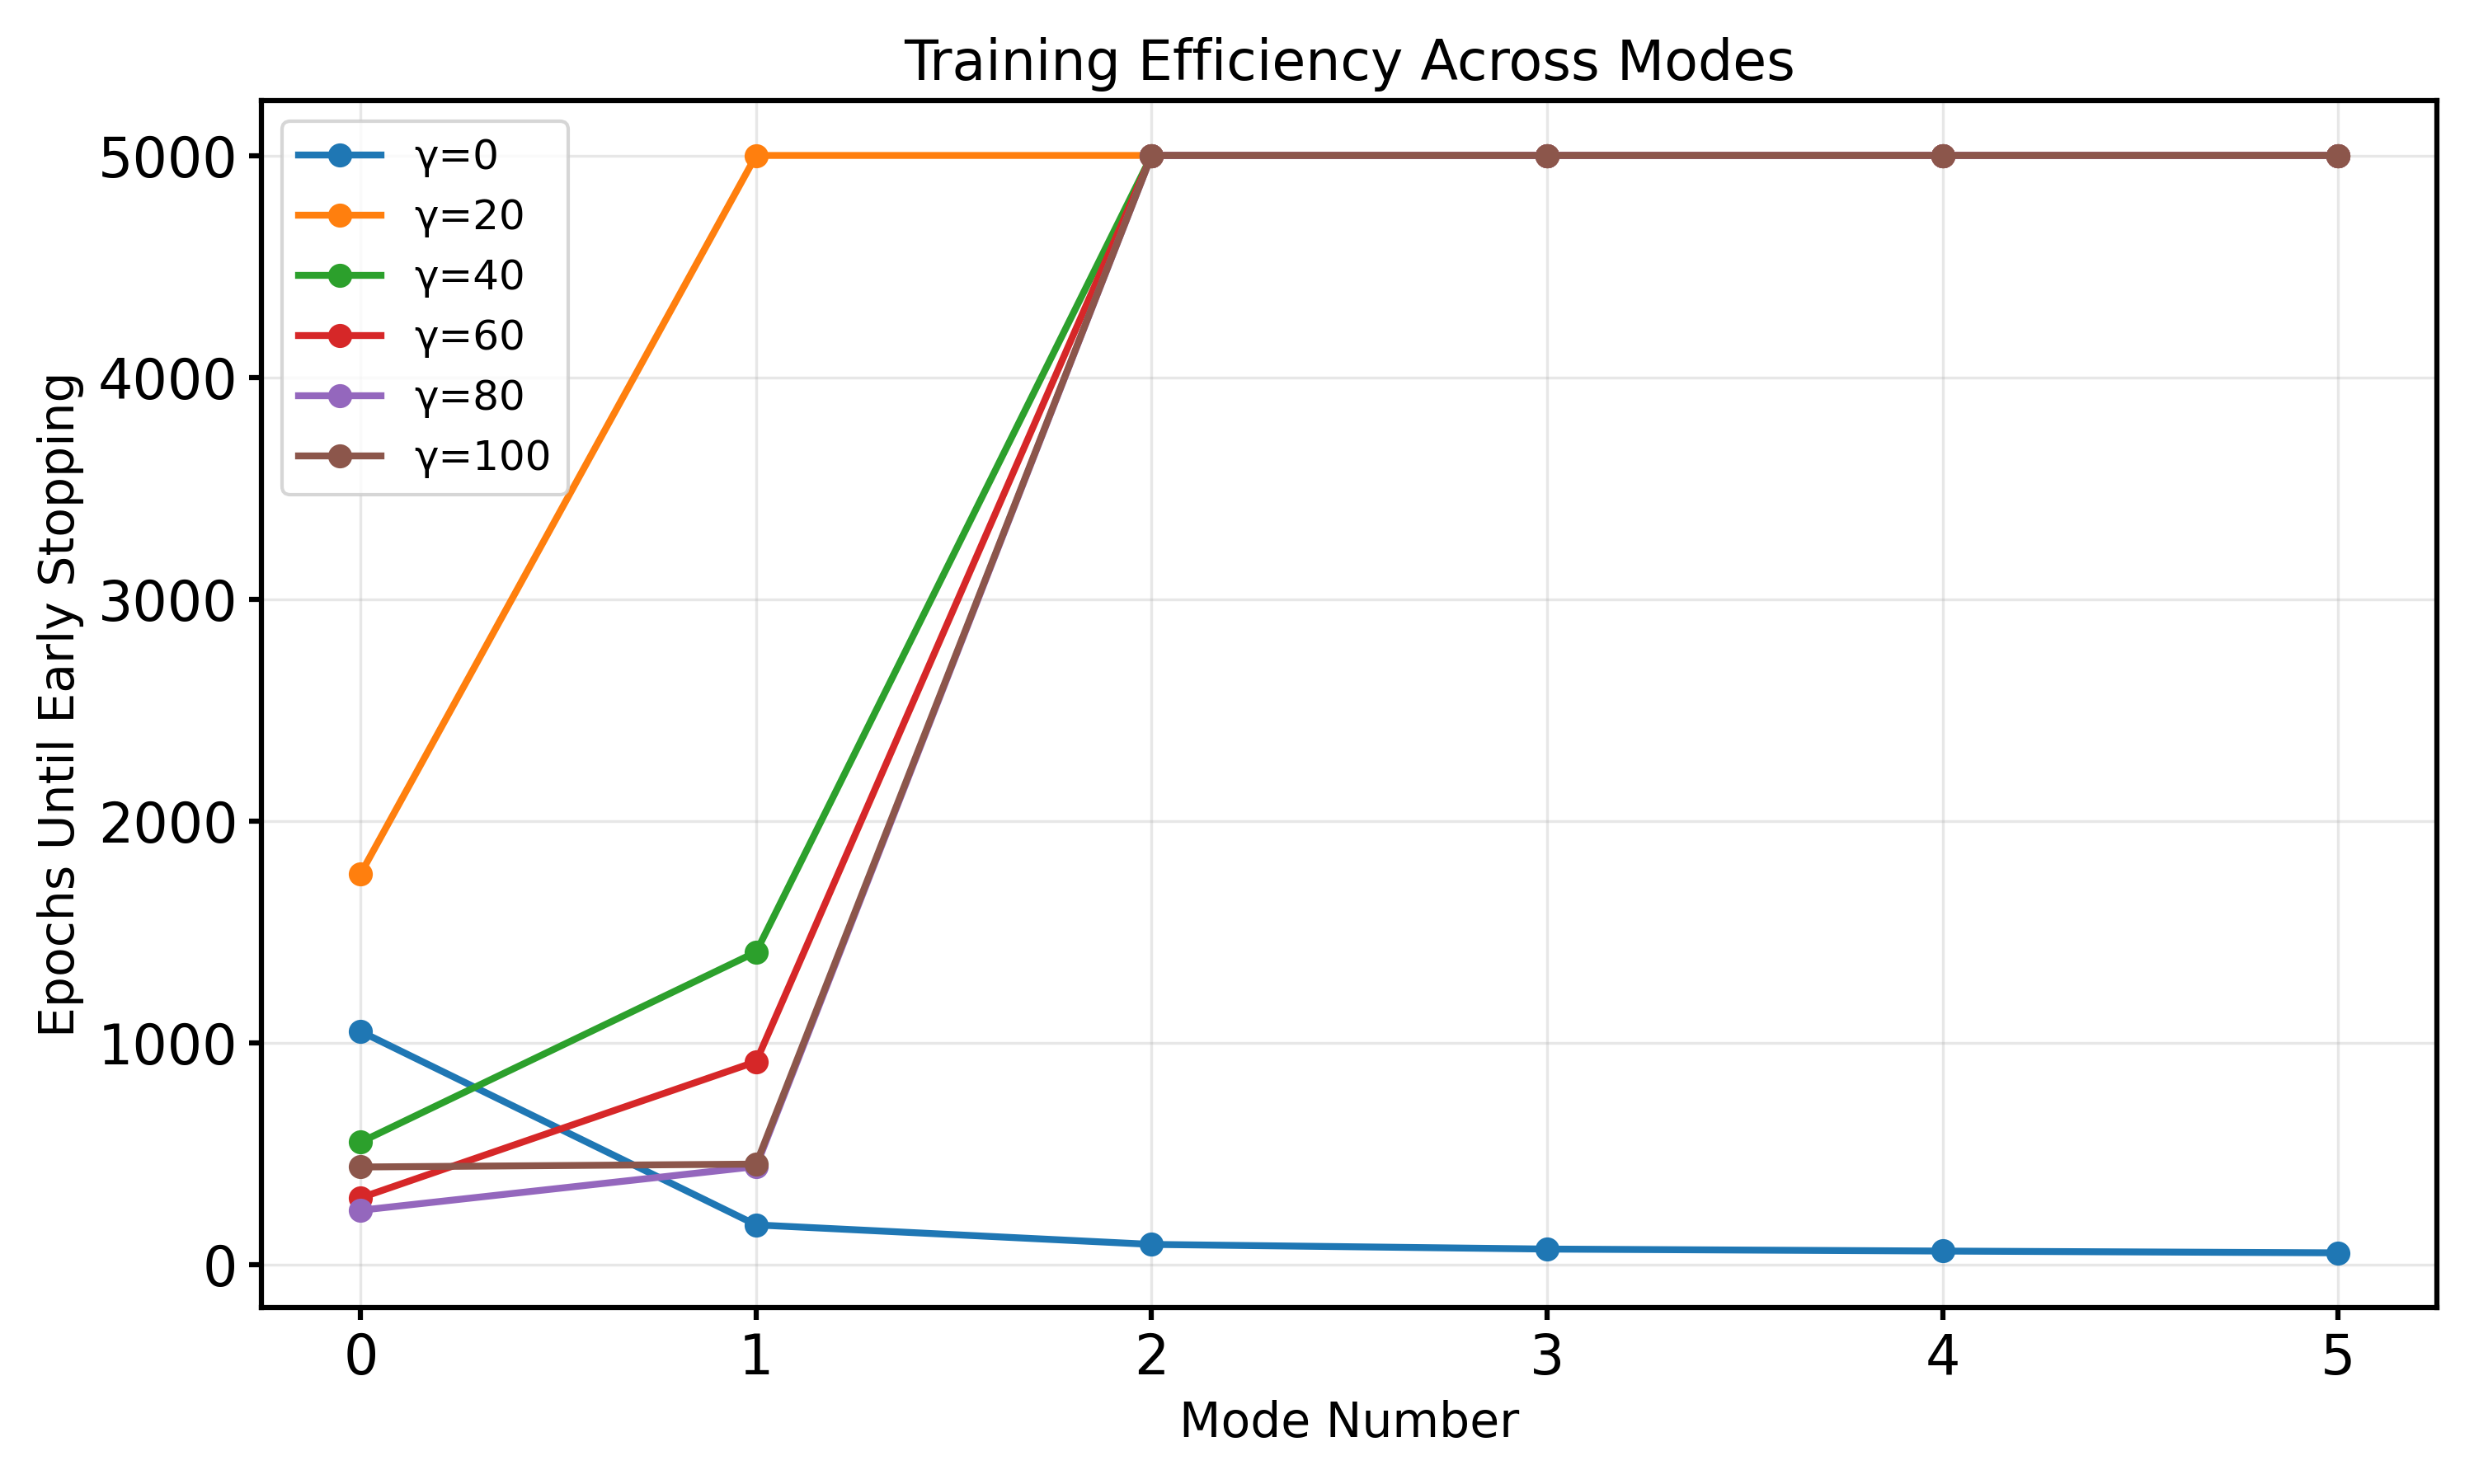 Training Efficiency Across Modes
Epochs Until Early Stopping
5000
4000
3000
2000
1000
0
γ=0
γ=20
γ=40
γ=60
γ=80
γ=100
0 1 2 3 4 5
Mode Number